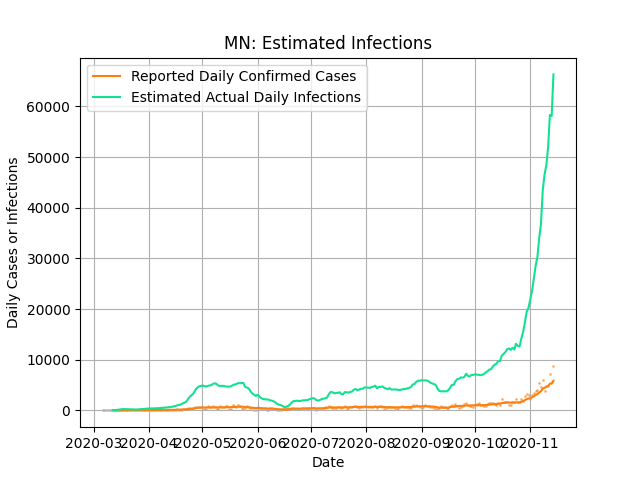 MN: Estimated Infections
Reported Daily Confirmed Cases
Estimated Actual Daily Infections
Daily Cases or Infections
60000
50000
40000
30000
20000
10000
0
2020-03 2020-04 2020-05 2020-06 2020-07 2020-08 2020-09 2020-10 2020-11
Date